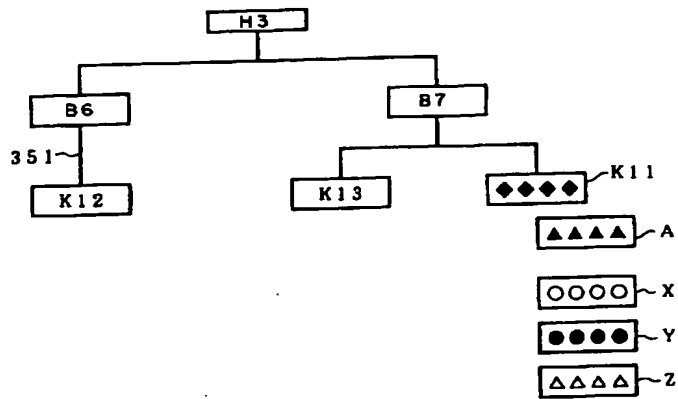 H3
B6
B7
351
K12
K13
◆◆◆◆
K11
▲▲▲▲
A
○○○○
X
●●●●
Y
△△△△
Z